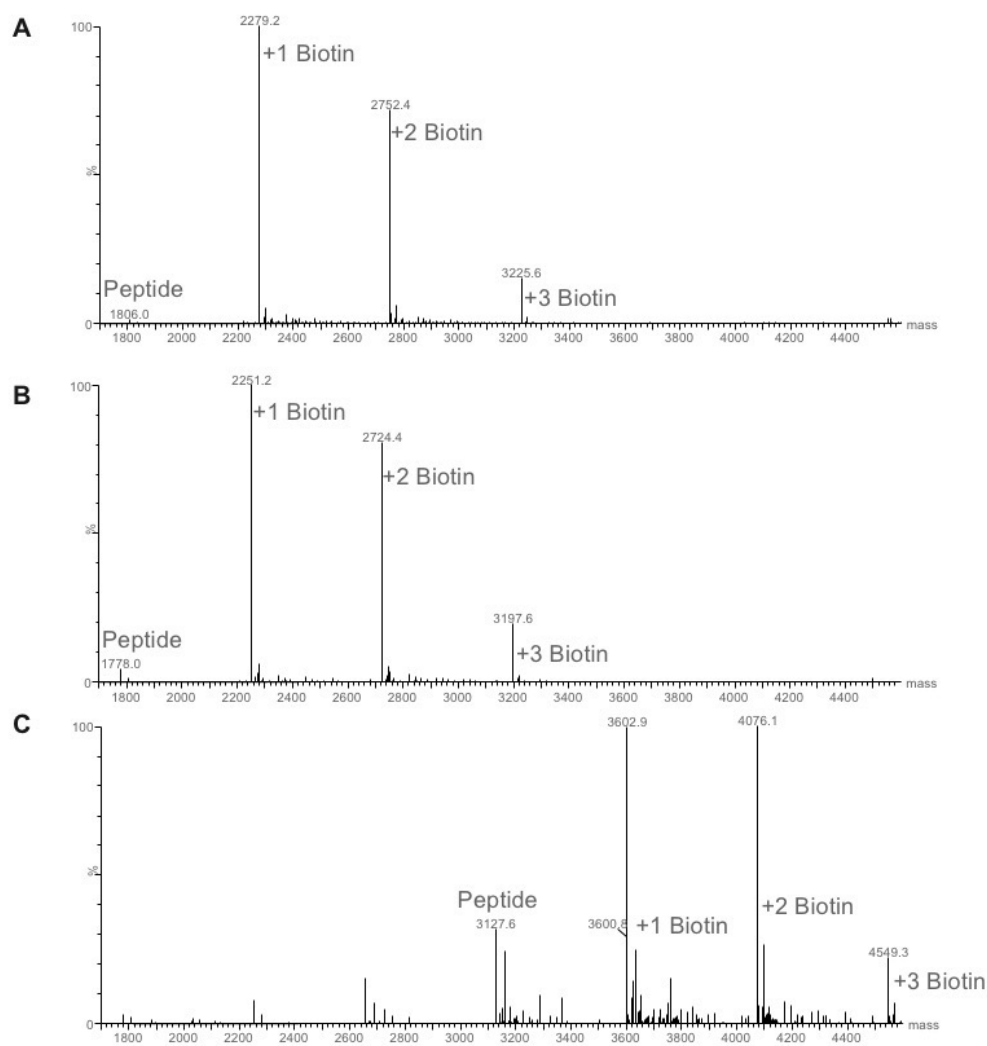 A
100
%
0
2279.2
+1 Biotin
2752.4
+2 Biotin
3225.6
+3 Biotin
Peptide
1806.0
1800 2000 2200 2400 2600 2800 3000 3200 3400 3600 3800 4000 4200 4400 mass
B
100
%
0
2251.2
+1 Biotin
2724.4
+2 Biotin
3197.6
+3 Biotin
Peptide
1778.0
1800 2000 2200 2400 2600 2800 3000 3200 3400 3600 3800 4000 4200 4400 mass
C
100
%
0
3602.9
4076.1
Peptide
3127.6
3600.8
+1 Biotin
+2 Biotin
4549.3
+3 Biotin
1800 2000 2200 2400 2600 2800 3000 3200 3400 3600 3800 4000 4200 4400 mass